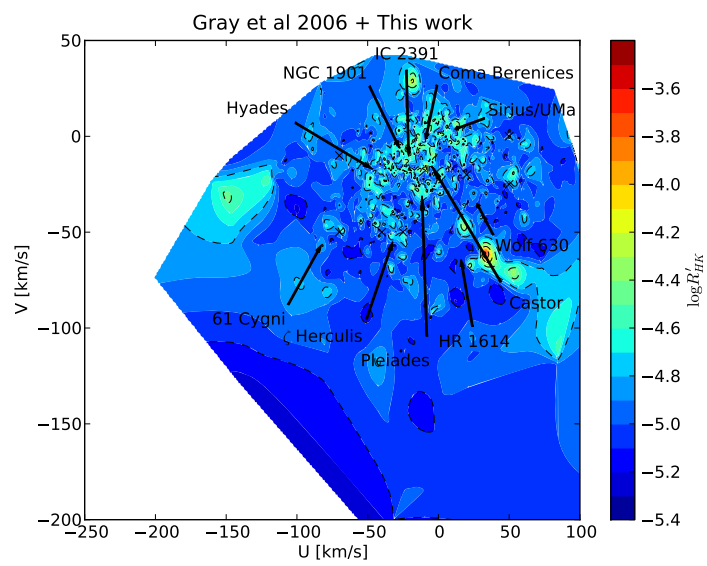 Gray et al 2006 + This work
IC 2391
NGC 1901
Coma Berenices
Hyades
Sirius/UMa
Wolf 630
Castor
61 Cygni
ζ Herculis
HR 1614
Pleiades
50
0
−50
−100
−150
−200
V [km/s]
−250
−200
−150
−100
−50
0
50
100
U [km/s]
−3.6
−4.0
−4.2
−4.4
−4.6
−4.8
−5.0
−5.2
−5.4
logR′HK